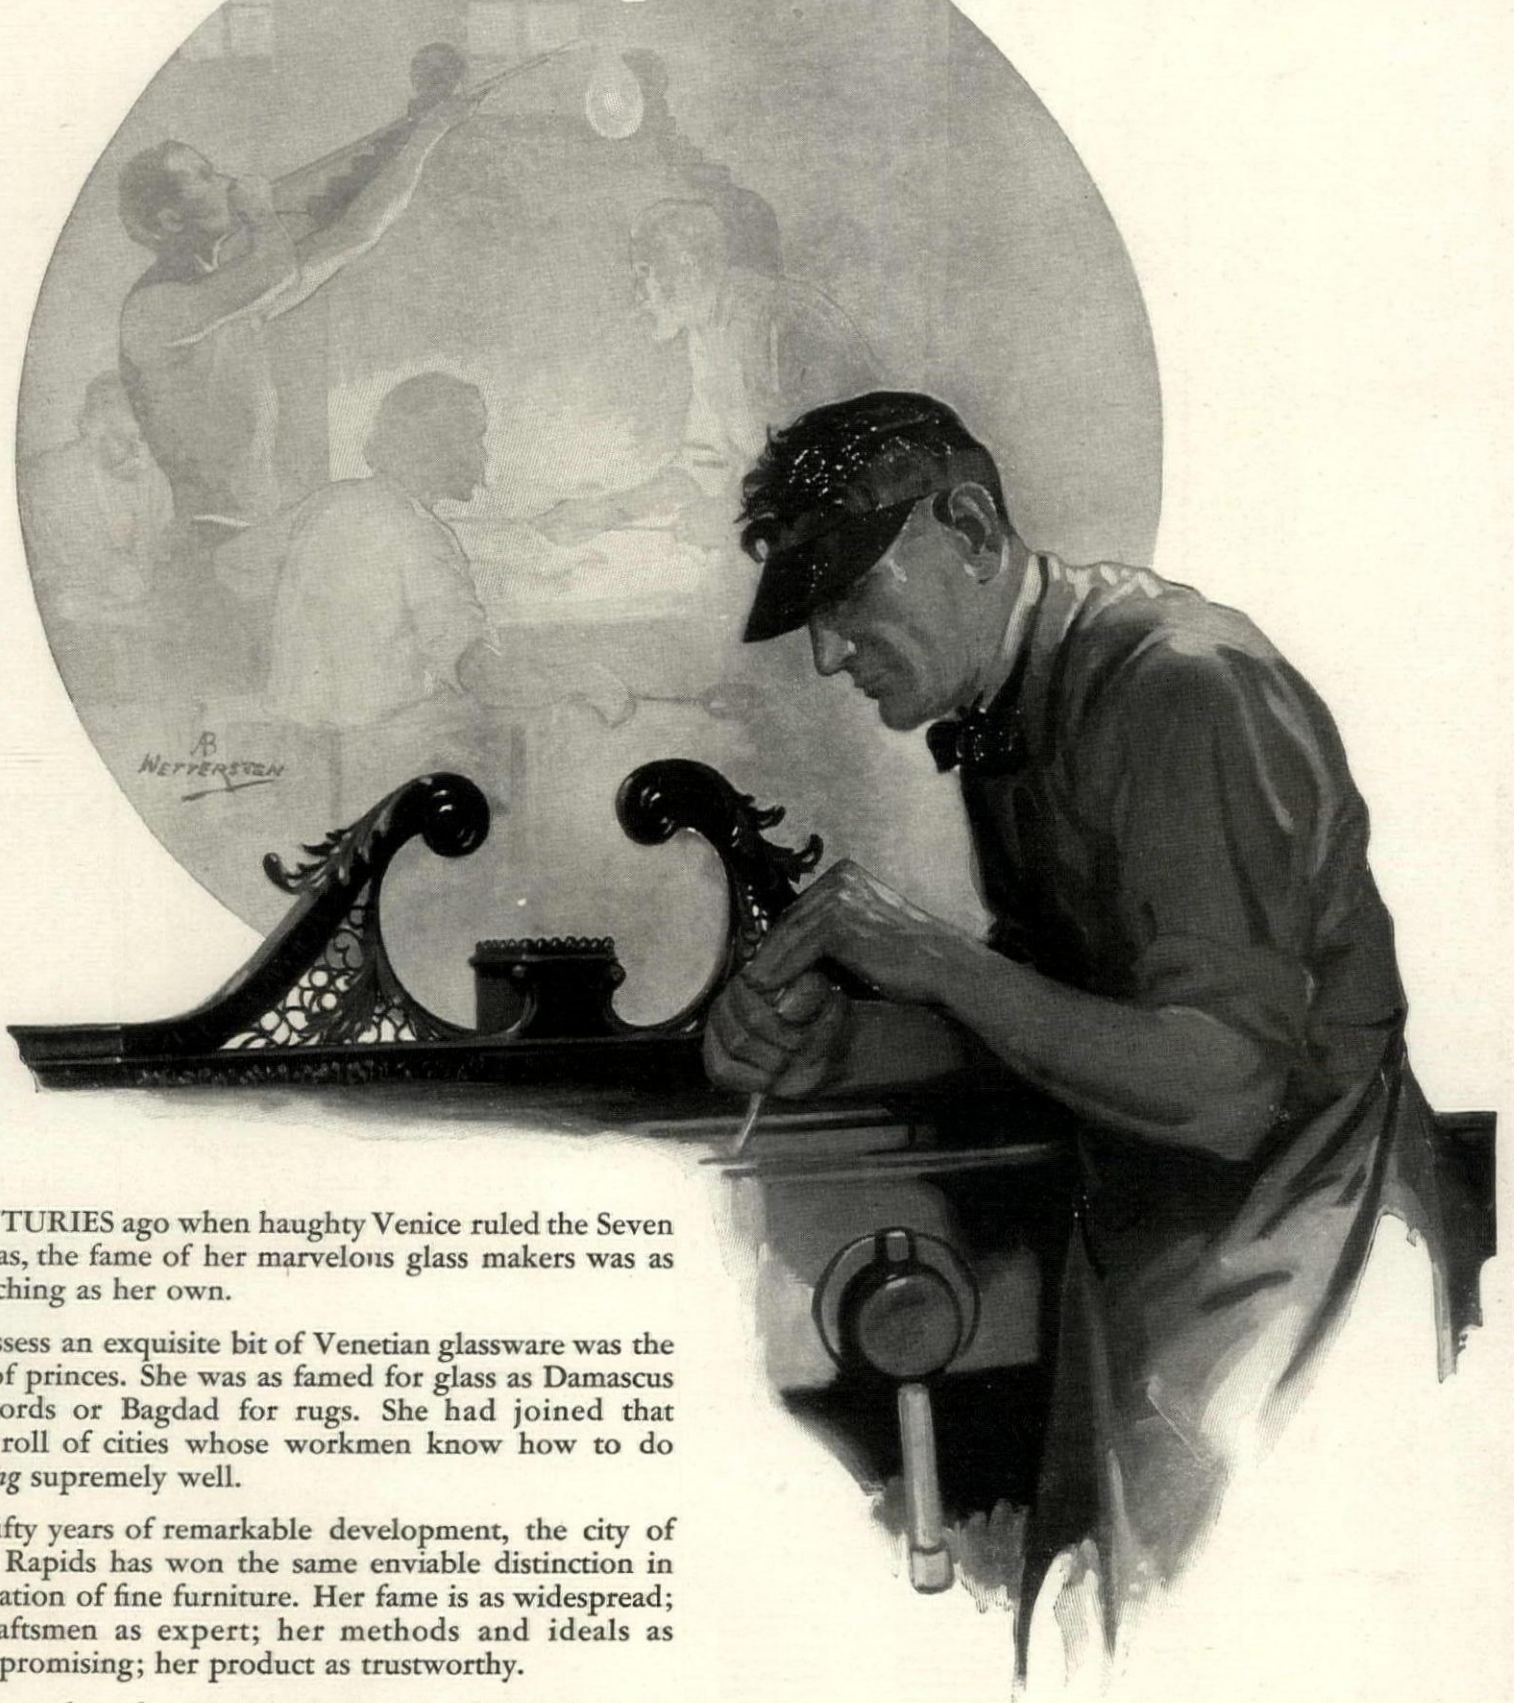 AB
WETTERSTEN
TURIES ago when haughty Venice ruled the Seven
as, the fame of her marvelous glass makers was as
ching as her own.
ssess an exquisite bit of Venetian glassware was the
of princes. She was as famed for glass as Damascus
ords or Bagdad for rugs. She had joined that
roll of cities whose workmen know how to do
ng supremely well.
ifty years of remarkable development, the city of
Rapids has won the same enviable distinction in
ation of fine furniture. Her fame is as widespread;
aftsmen as expert; her methods and ideals as
promising; her product as trustworthy.